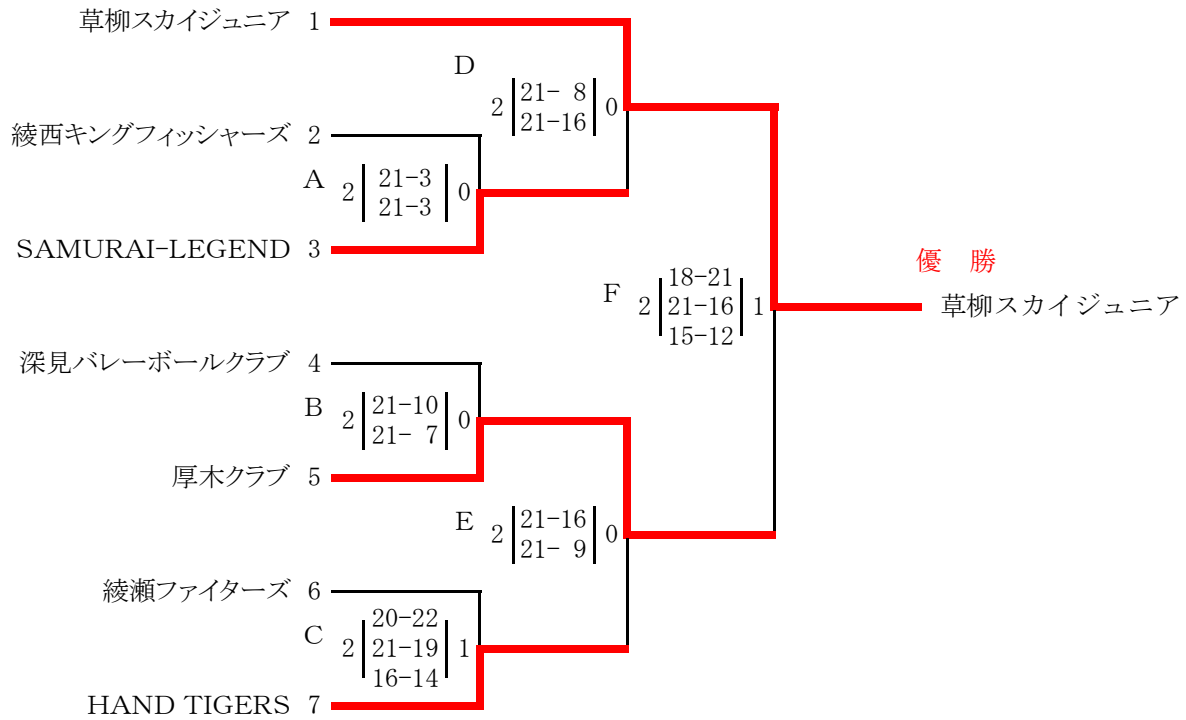 草柳スカイジュニア 1
D
2 21- 8 0
21-16
綾西キングフィッシャーズ 2
A 2 21-3 0
21-3
SAMURAI-LEGEND 3
優 勝
草柳スカイジュニア
F 2 18-21 1
21-16
15-12
深見バレーボールクラブ 4
B 2 21-10 0
21- 7
厚木クラブ 5
E 2 21-16 0
21- 9
綾瀬ファイターズ 6
C 2 20-22 1
21-19
16-14
HAND TIGERS 7